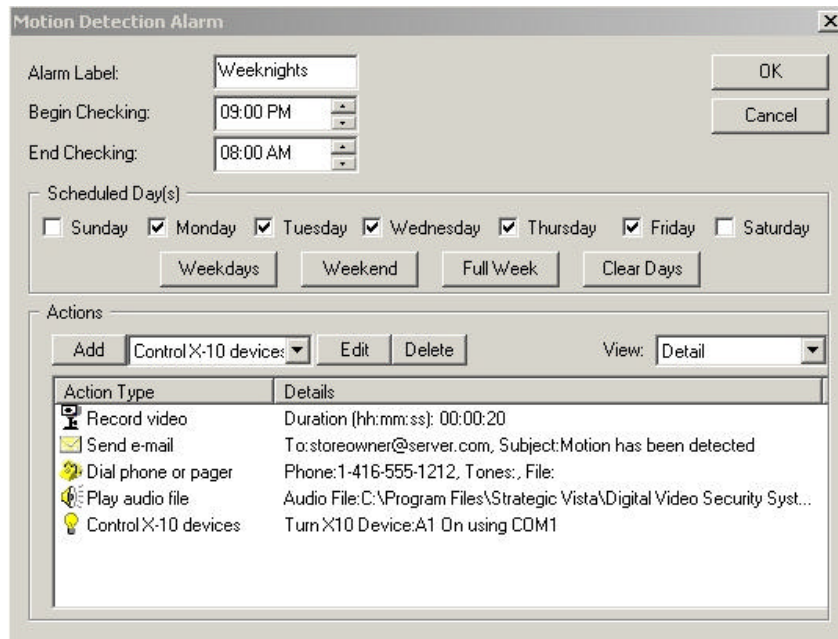 Motion Detection Alarm
Alarm Label: Weeknights
OK
Begin Checking: 09:00 PM
Cancel
End Checking: 08:00 AM
Scheduled Day(s)
Sunday Monday Tuesday Wednesday Thursday Friday Saturday
Weekdays Weekend Full Week Clear Days
Actions
Add Control X-10 devices Edit Delete View: Detail
Action Type Details
Record video Duration (hh:mm:ss): 00:00:20
Send e-mail To:storeowner@server.com, Subject:Motion has been detected
Dial phone or pager Phone:1-416-555-1212, Tones:, File:
Play audio file Audio File:C:\Program Files\Strategic Vista\Digital Video Security Syst...
Control X-10 devices Turn X10 Device:A1 On using COM1